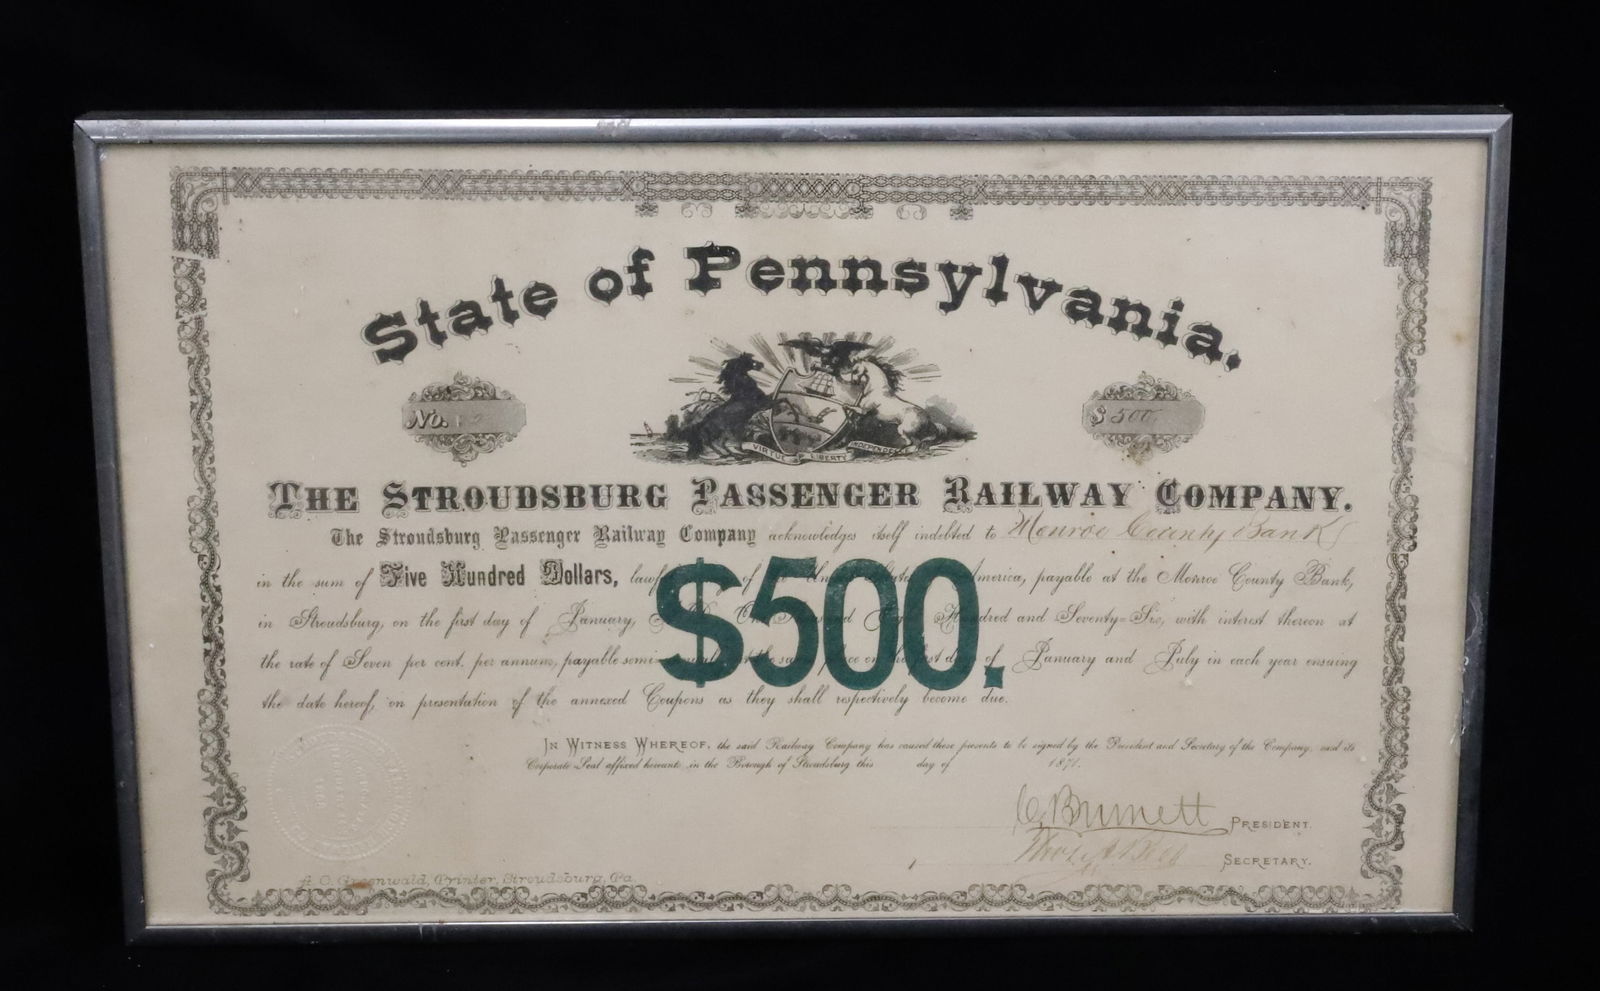 State of Pennsylvania.
No.
$500.
VIRTUE LIBERTY INDEPENDENCE
THE STROUDSBURG PASSENGER RAILWAY COMPANY.
The Stroudsburg Passenger Railway Company acknowledges itself indebted to Monroe County Bank
in the sum of Five Hundred Dollars, lawf of United States America, payable at the Monroe County Bank,
$500.
in Stroudsburg, on the first day of January, One Thousand Eight Hundred and Seventy-Six, with interest thereon at
the rate of Seven per cent. per annum, payable semi- at the same place on the first days of January and July in each year ensuing
the date hereof, on presentation of the annexed Coupons as they shall respectively become due.
IN WITNESS WHEREOF, the said Railway Company has caused these presents to be signed by the President and Secretary of the Company, and its
Corporate Seal affixed hereunto in the Borough of Stroudsburg this day of 1871.
PRESIDENT.
SECRETARY.
A. O. Greenwald, Printer, Stroudsburg, Pa.